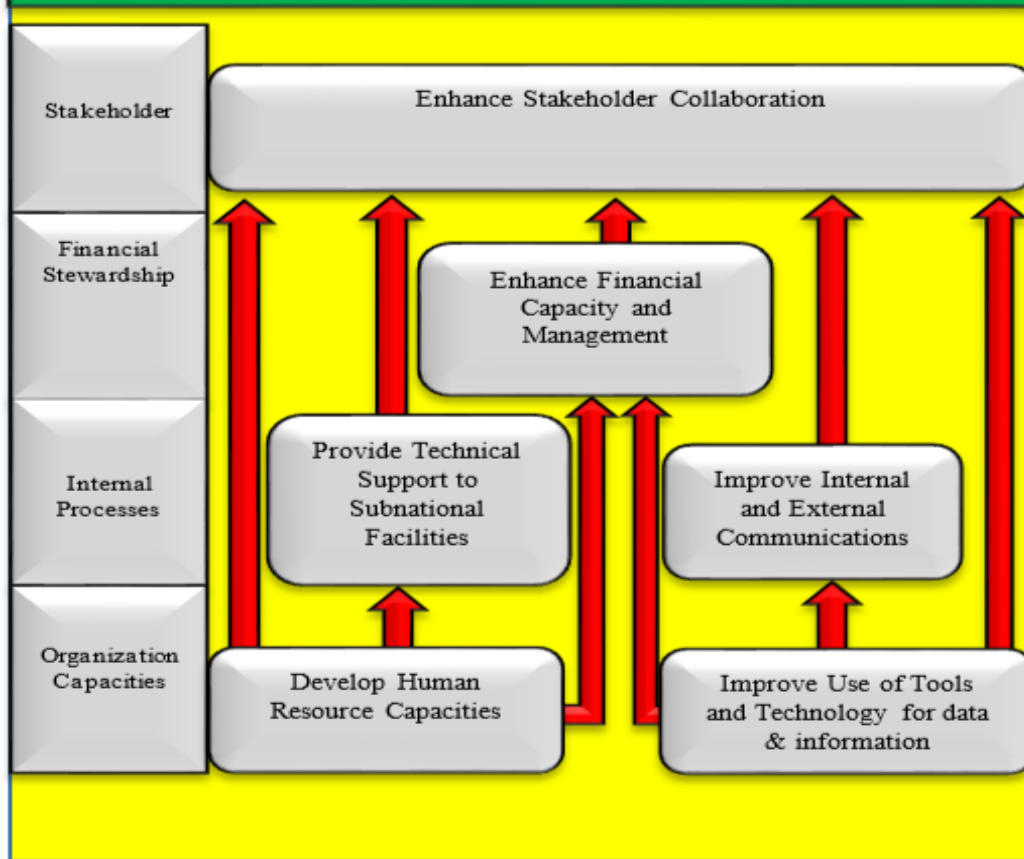 Stakeholder
Enhance Stakeholder Collaboration
Financial
Stewardship
Enhance Financial
Capacity and
Management
Internal
Processes
Provide Technical
Support to
Subnational
Facilities
Improve Internal
and External
Communications
Organization
Capacities
Develop Human
Resource Capacities
Improve Use of Tools
and Technology for data
& information